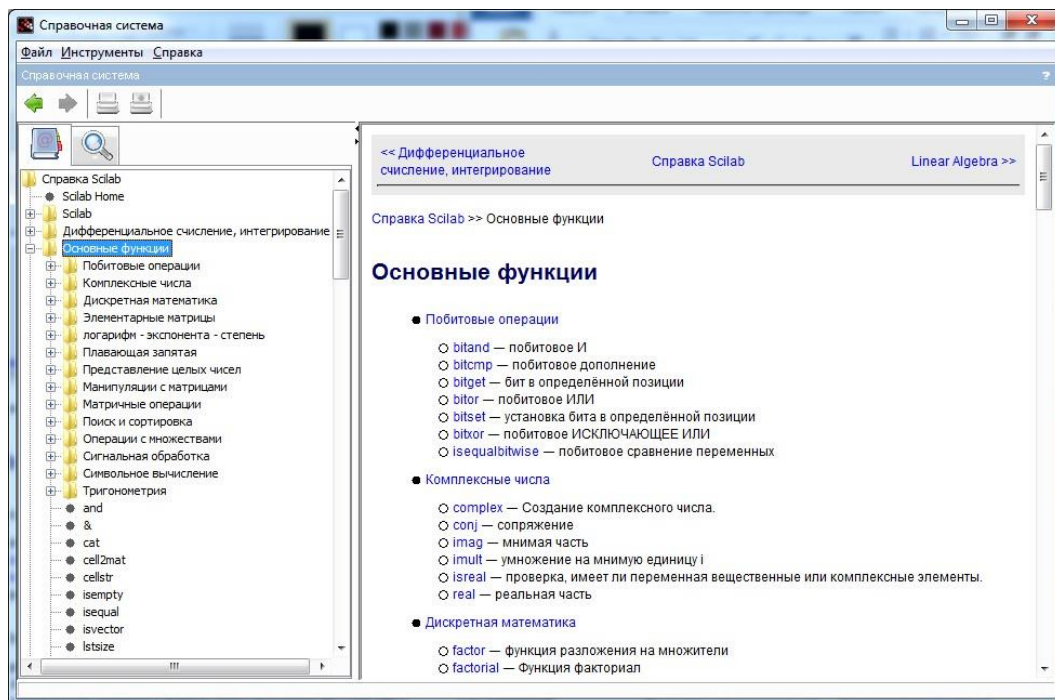 Справочная система
Файл Инструменты Справка
Справочная система
?
Справка Scilab
Scilab Home
Scilab
Дифференциальное счисление, интегрирование
Основные функции
Побитовые операции
Комплексные числа
Дискретная математика
Элементарные матрицы
логарифм - экспонента - степень
Плавающая запятая
Представление целых чисел
Манипуляции с матрицами
Матричные операции
Поиск и сортировка
Операции с множествами
Сигнальная обработка
Символьное вычисление
Тригонометрия
and
&
cat
cell2mat
cellstr
isempty
isequal
isvector
lstsize
<< Дифференциальное
счисление, интегрирование
Справка Scilab
Linear Algebra >>
Справка Scilab >> Основные функции
Основные функции
Побитовые операции
bitand — побитовое И
bitcmp — побитовое дополнение
bitget — бит в определённой позиции
bitor — побитовое ИЛИ
bitset — установка бита в определённой позиции
bitxor — побитовое ИСКЛЮЧАЮЩЕЕ ИЛИ
isequalbitwise — побитовое сравнение переменных
Комплексные числа
complex — Создание комплексного числа.
conj — сопряжение
imag — мнимая часть
imult — умножение на мнимую единицу i
isreal — проверка, имеет ли переменная вещественные или комплексные элементы.
real — реальная часть
Дискретная математика
factor — функция разложения на множители
factorial — Функция факториал